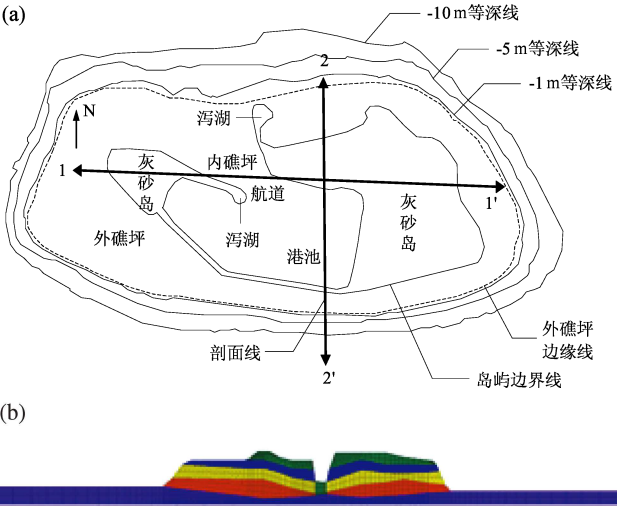 (a)
-10 m等深线
-5 m等深线
-1 m等深线
2
N
泻湖
1
灰砂岛
内礁坪
航道
1'
灰砂岛
外礁坪
泻湖
港池
剖面线
外礁坪
边缘线
2'
岛屿边界线
(b)